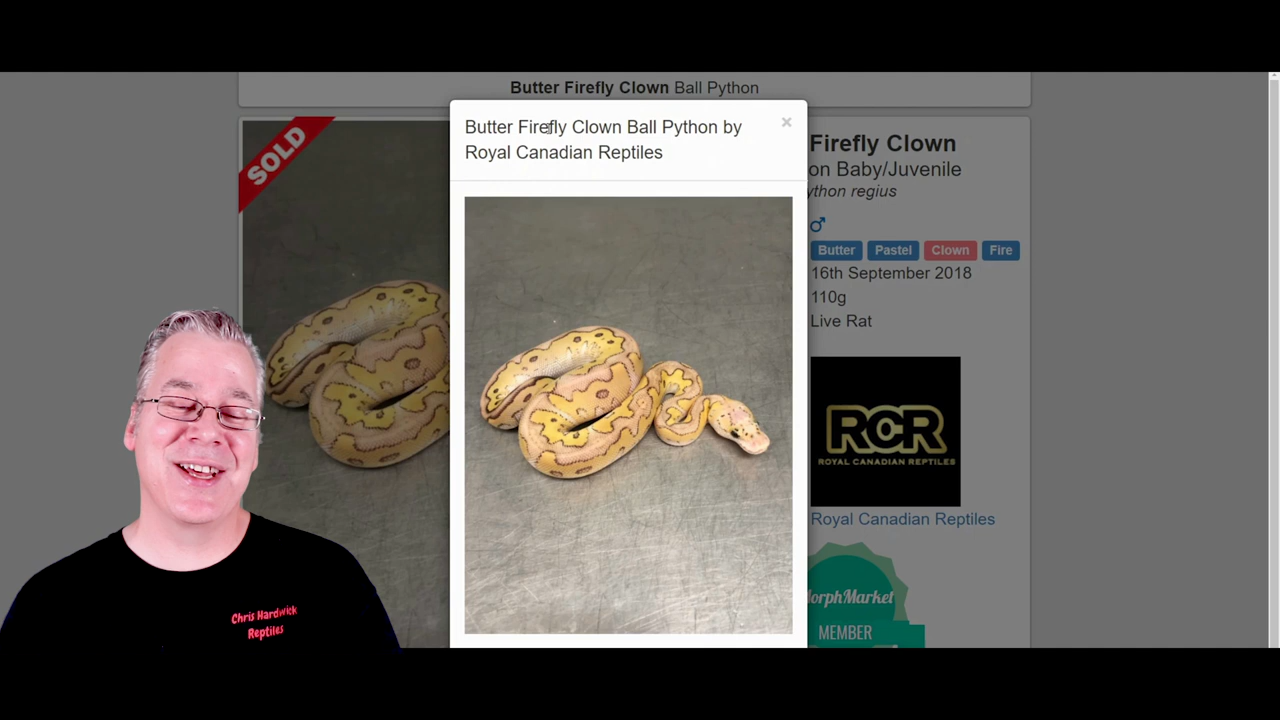 Butter Firefly Clown Ball Python
SOLD
Butter Firefly Clown Ball Python by
Royal Canadian Reptiles
×
Firefly Clown
on Baby/Juvenile
ython regius
Butter Pastel Clown Fire
16th September 2018
110g
Live Rat
RCR
ROYAL CANADIAN REPTILES
Royal Canadian Reptiles
MorphMarket
MEMBER
Chris Hardwick
Reptiles